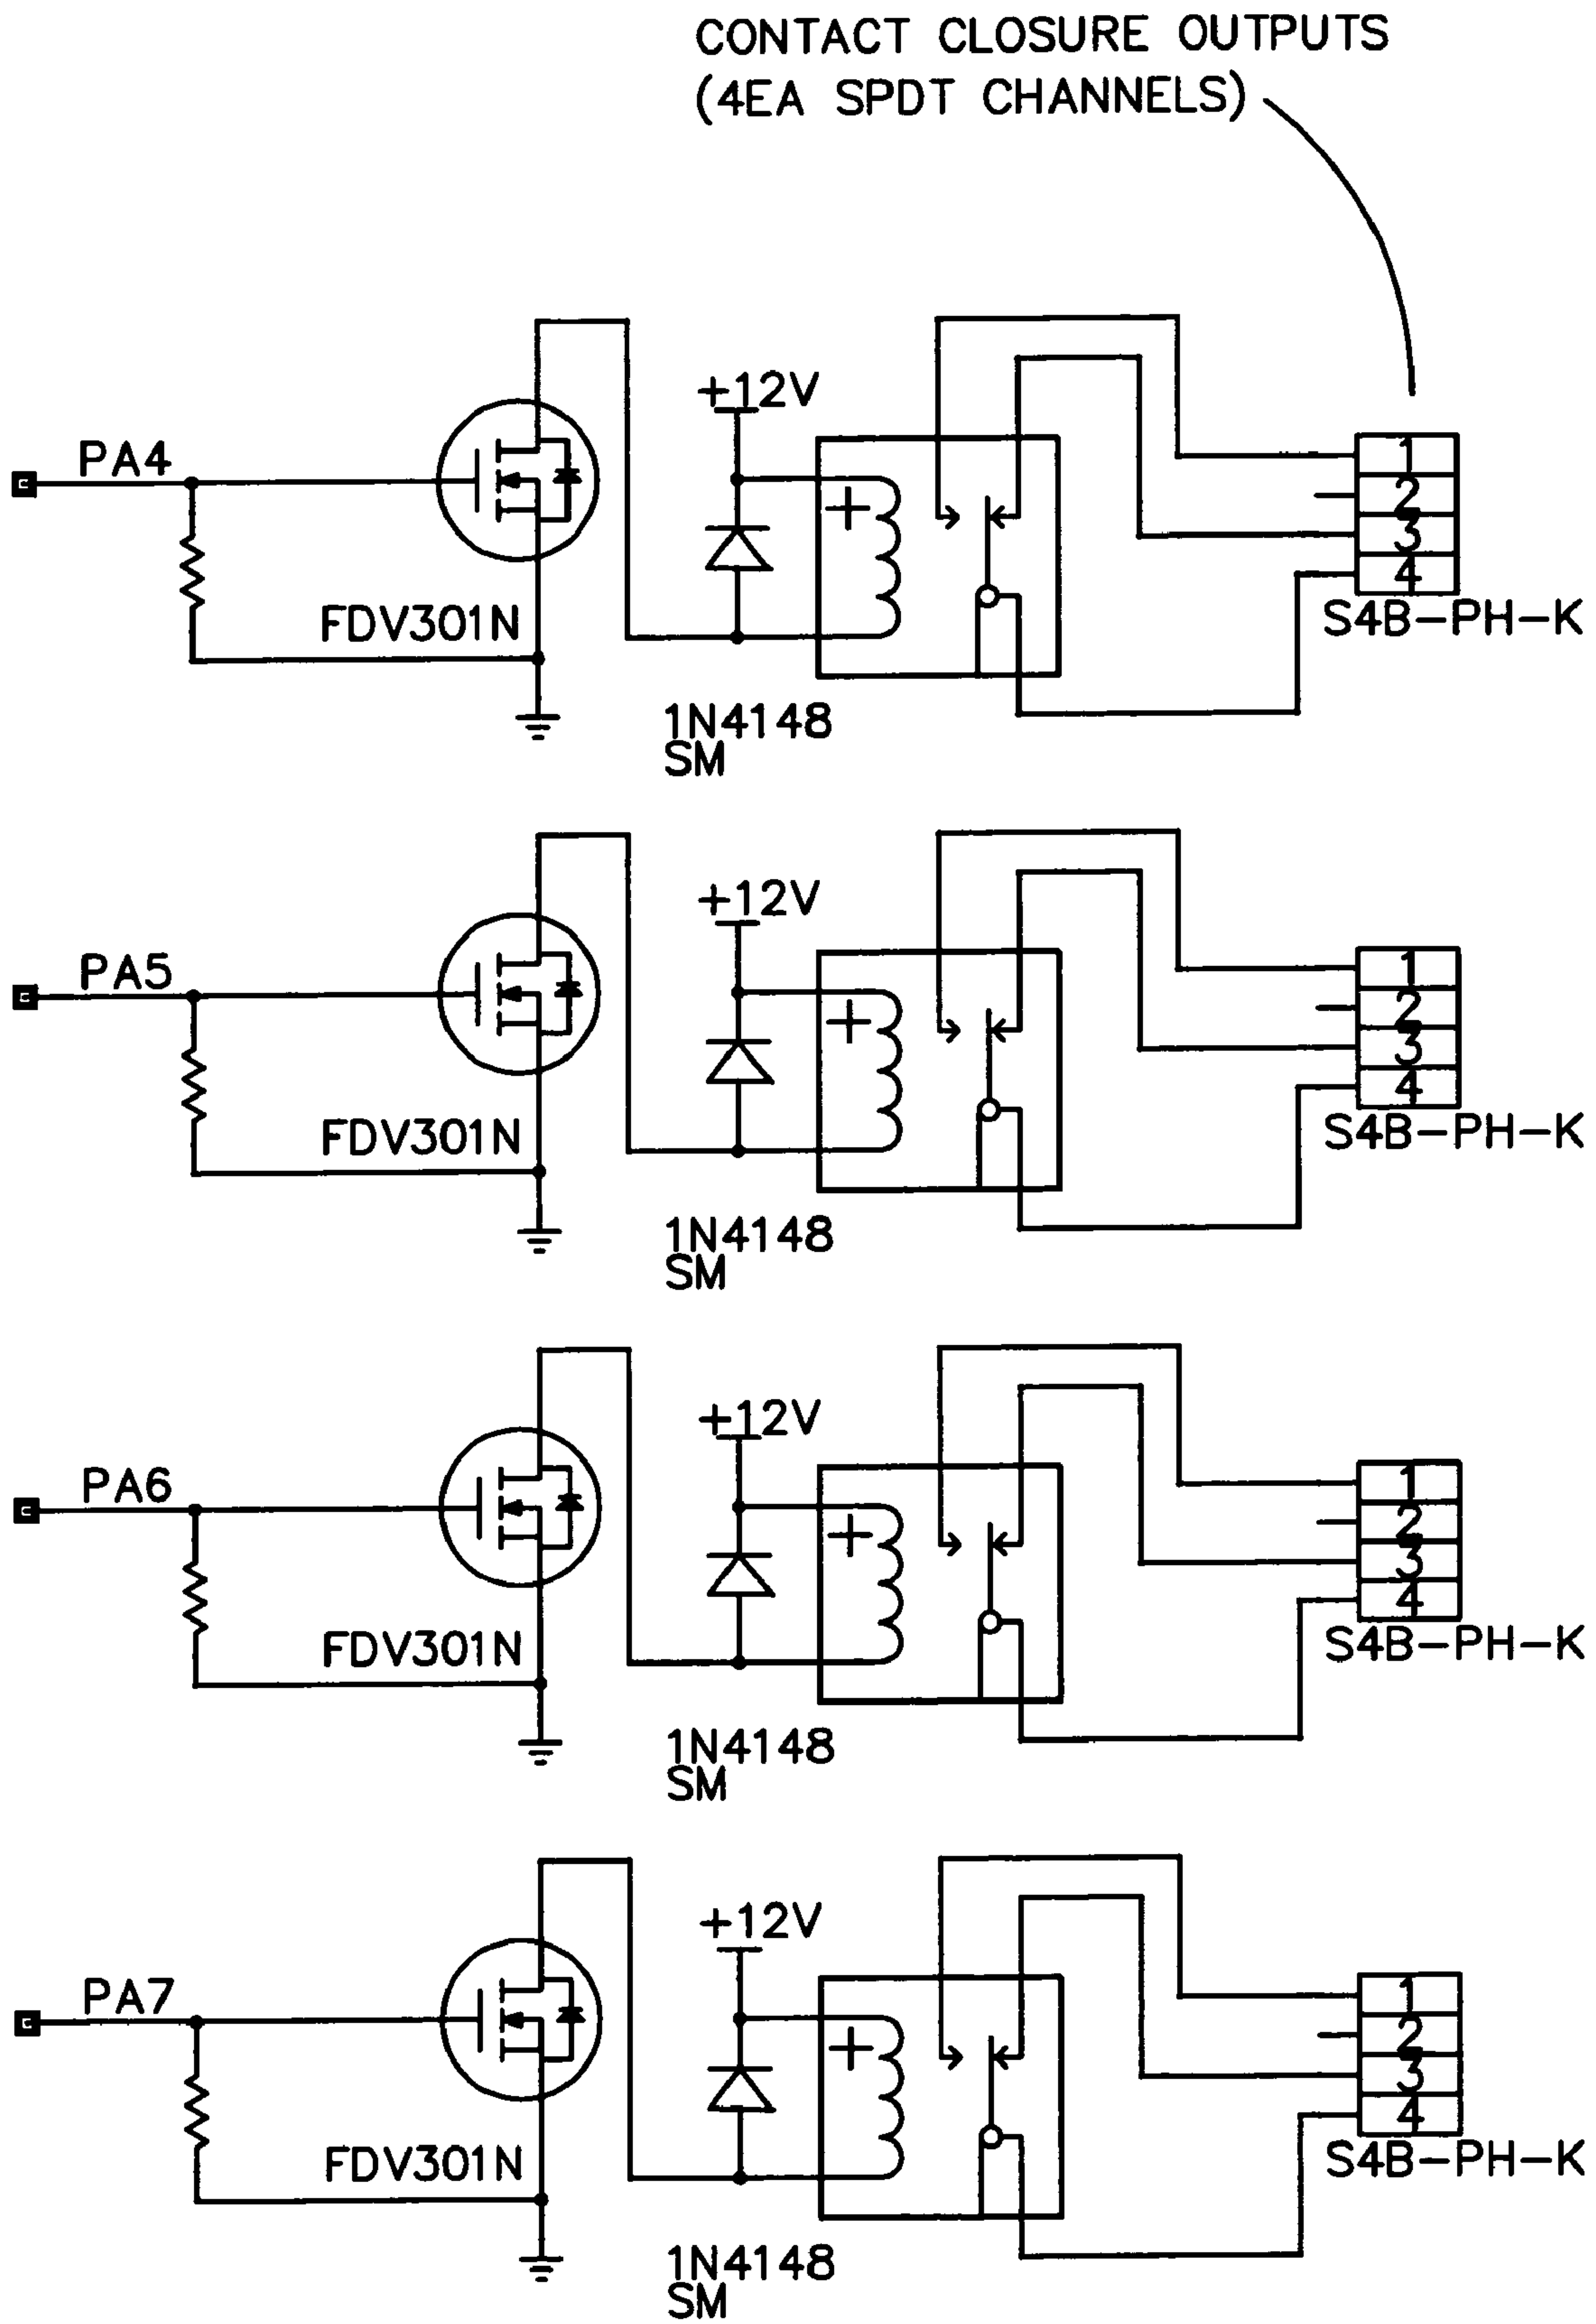 CONTACT CLOSURE OUTPUTS
(4EA SPDT CHANNELS)
PA4
+12V
+
1
2
3
4
FDV301N
S4B-PH-K
1N4148
SM
PA5
+12V
+
1
2
3
4
FDV301N
S4B-PH-K
1N4148
SM
PA6
+12V
+
1
2
3
4
FDV301N
S4B-PH-K
1N4148
SM
PA7
+12V
+
1
2
3
4
FDV301N
S4B-PH-K
1N4148
SM